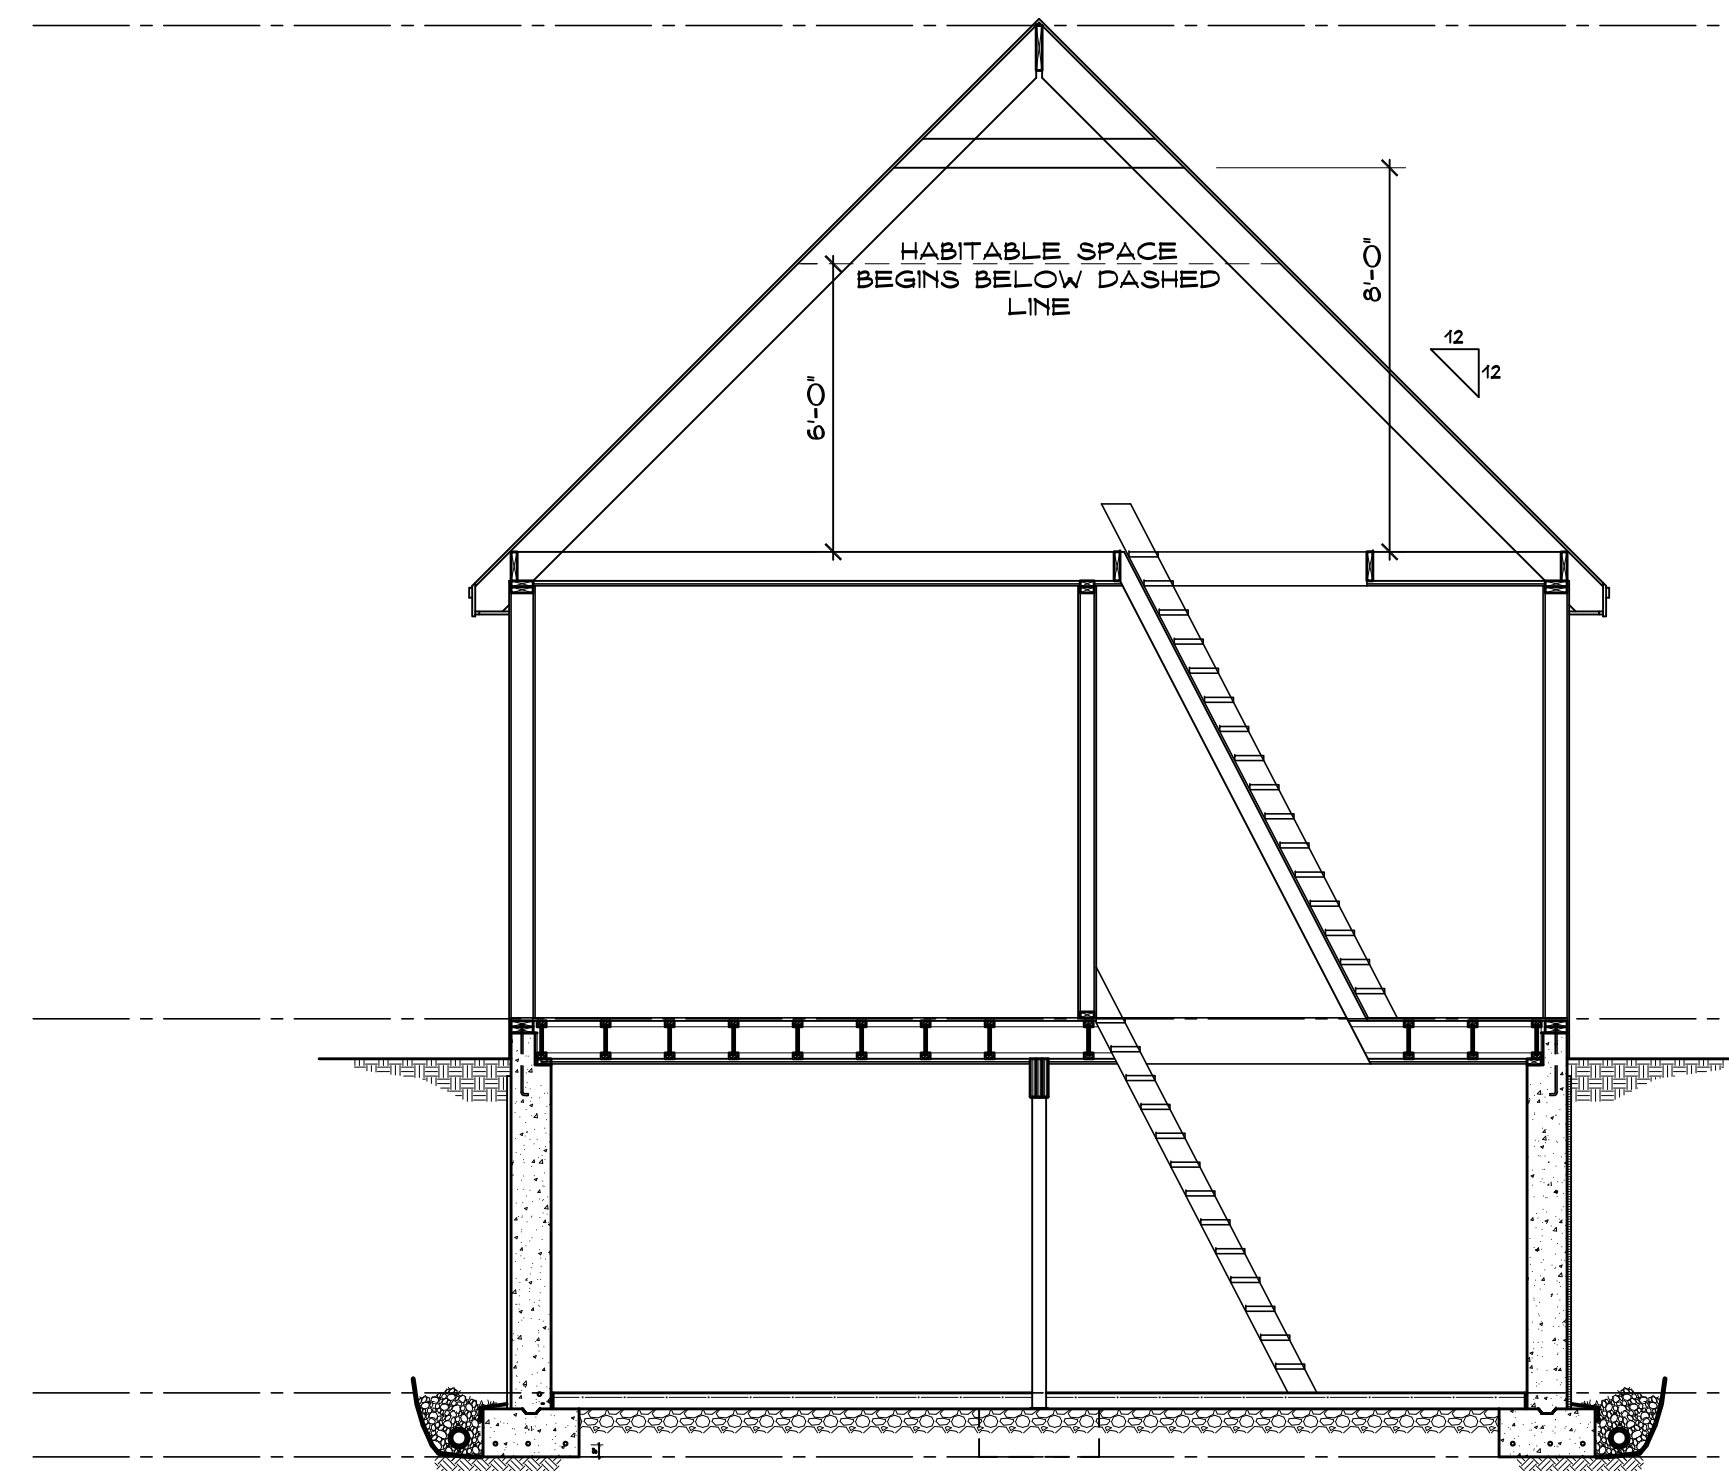 HABITABLE SPACE
BEGINS BELOW DASHED
LINE
8'-0"
12
12
6'-0"